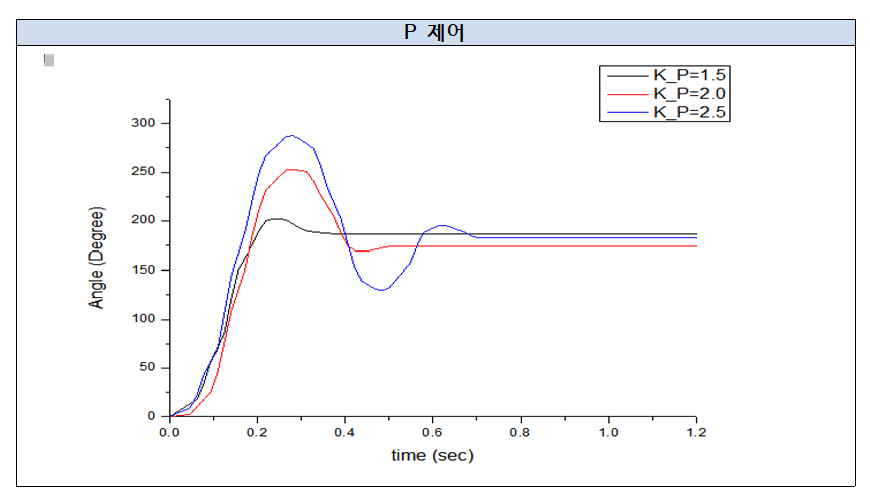 P 제어
K_P=1.5
K_P=2.0
K_P=2.5
300
250
200
150
100
50
0
Angle (Degree)
0.0 0.2 0.4 0.6 0.8 1.0 1.2
time (sec)